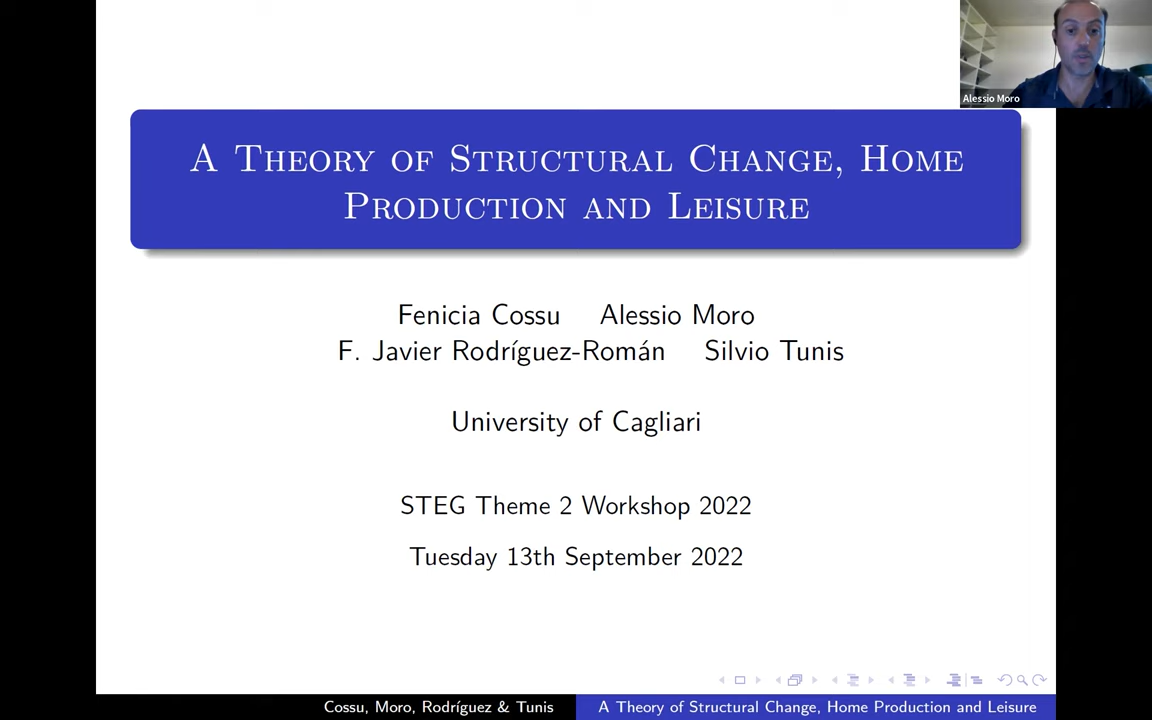 Alessio Moro
A Theory of Structural Change, Home
Production and Leisure
Fenicia Cossu Alessio Moro
F. Javier Rodríguez-Román Silvio Tunis
University of Cagliari
STEG Theme 2 Workshop 2022
Tuesday 13th September 2022
Cossu, Moro, Rodríguez & Tunis A Theory of Structural Change, Home Production and Leisure